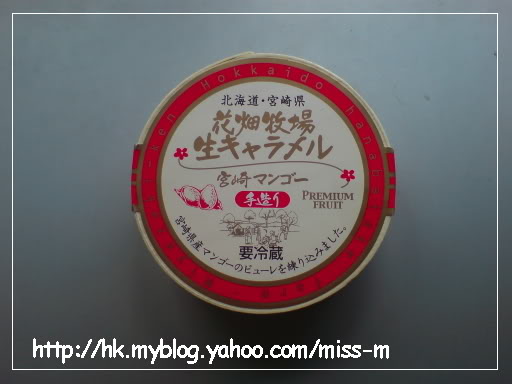 Hokkaido hanaba
北海道・宮崎県
花畑牧場
生キャラメル
宮崎マンゴー
手造り
PREMIUM
FRUIT
要冷蔵
宮崎県産マンゴーのピューレを練り込みました。
http://hk.myblog.yahoo.com/miss-m